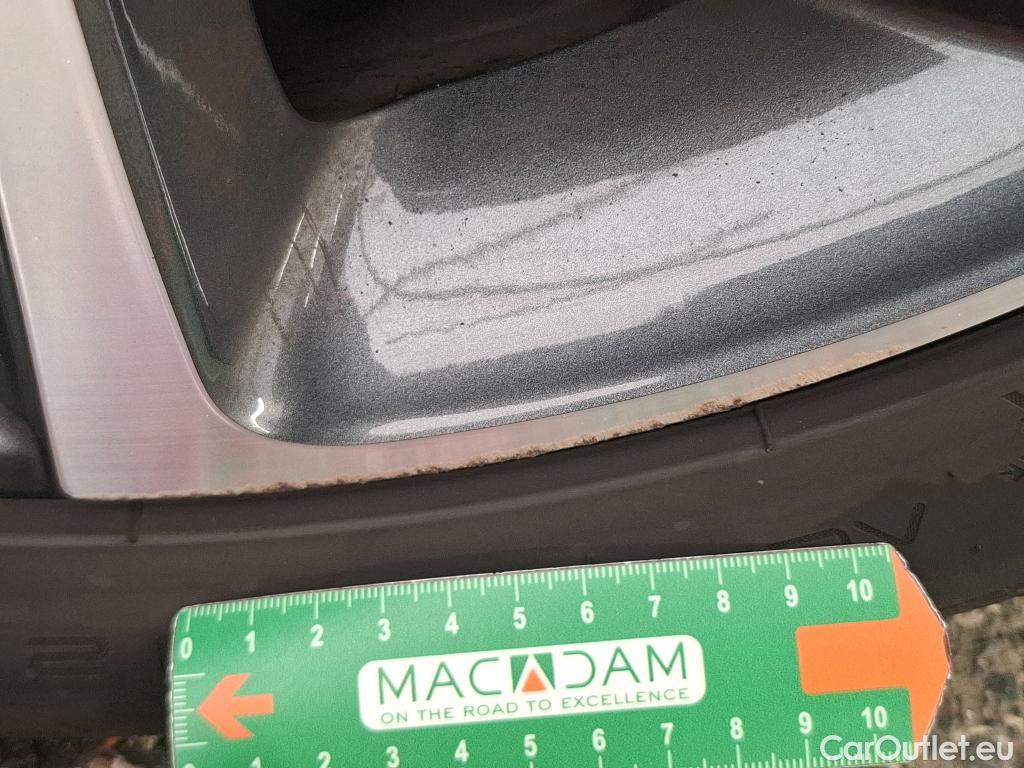 0 1 2 3 4 5 6 7 8 9 10
MACADAM
ON THE ROAD TO EXCELLENCE
0 1 2 3 4 5 6 7 8 9 10
CarOutlet.eu